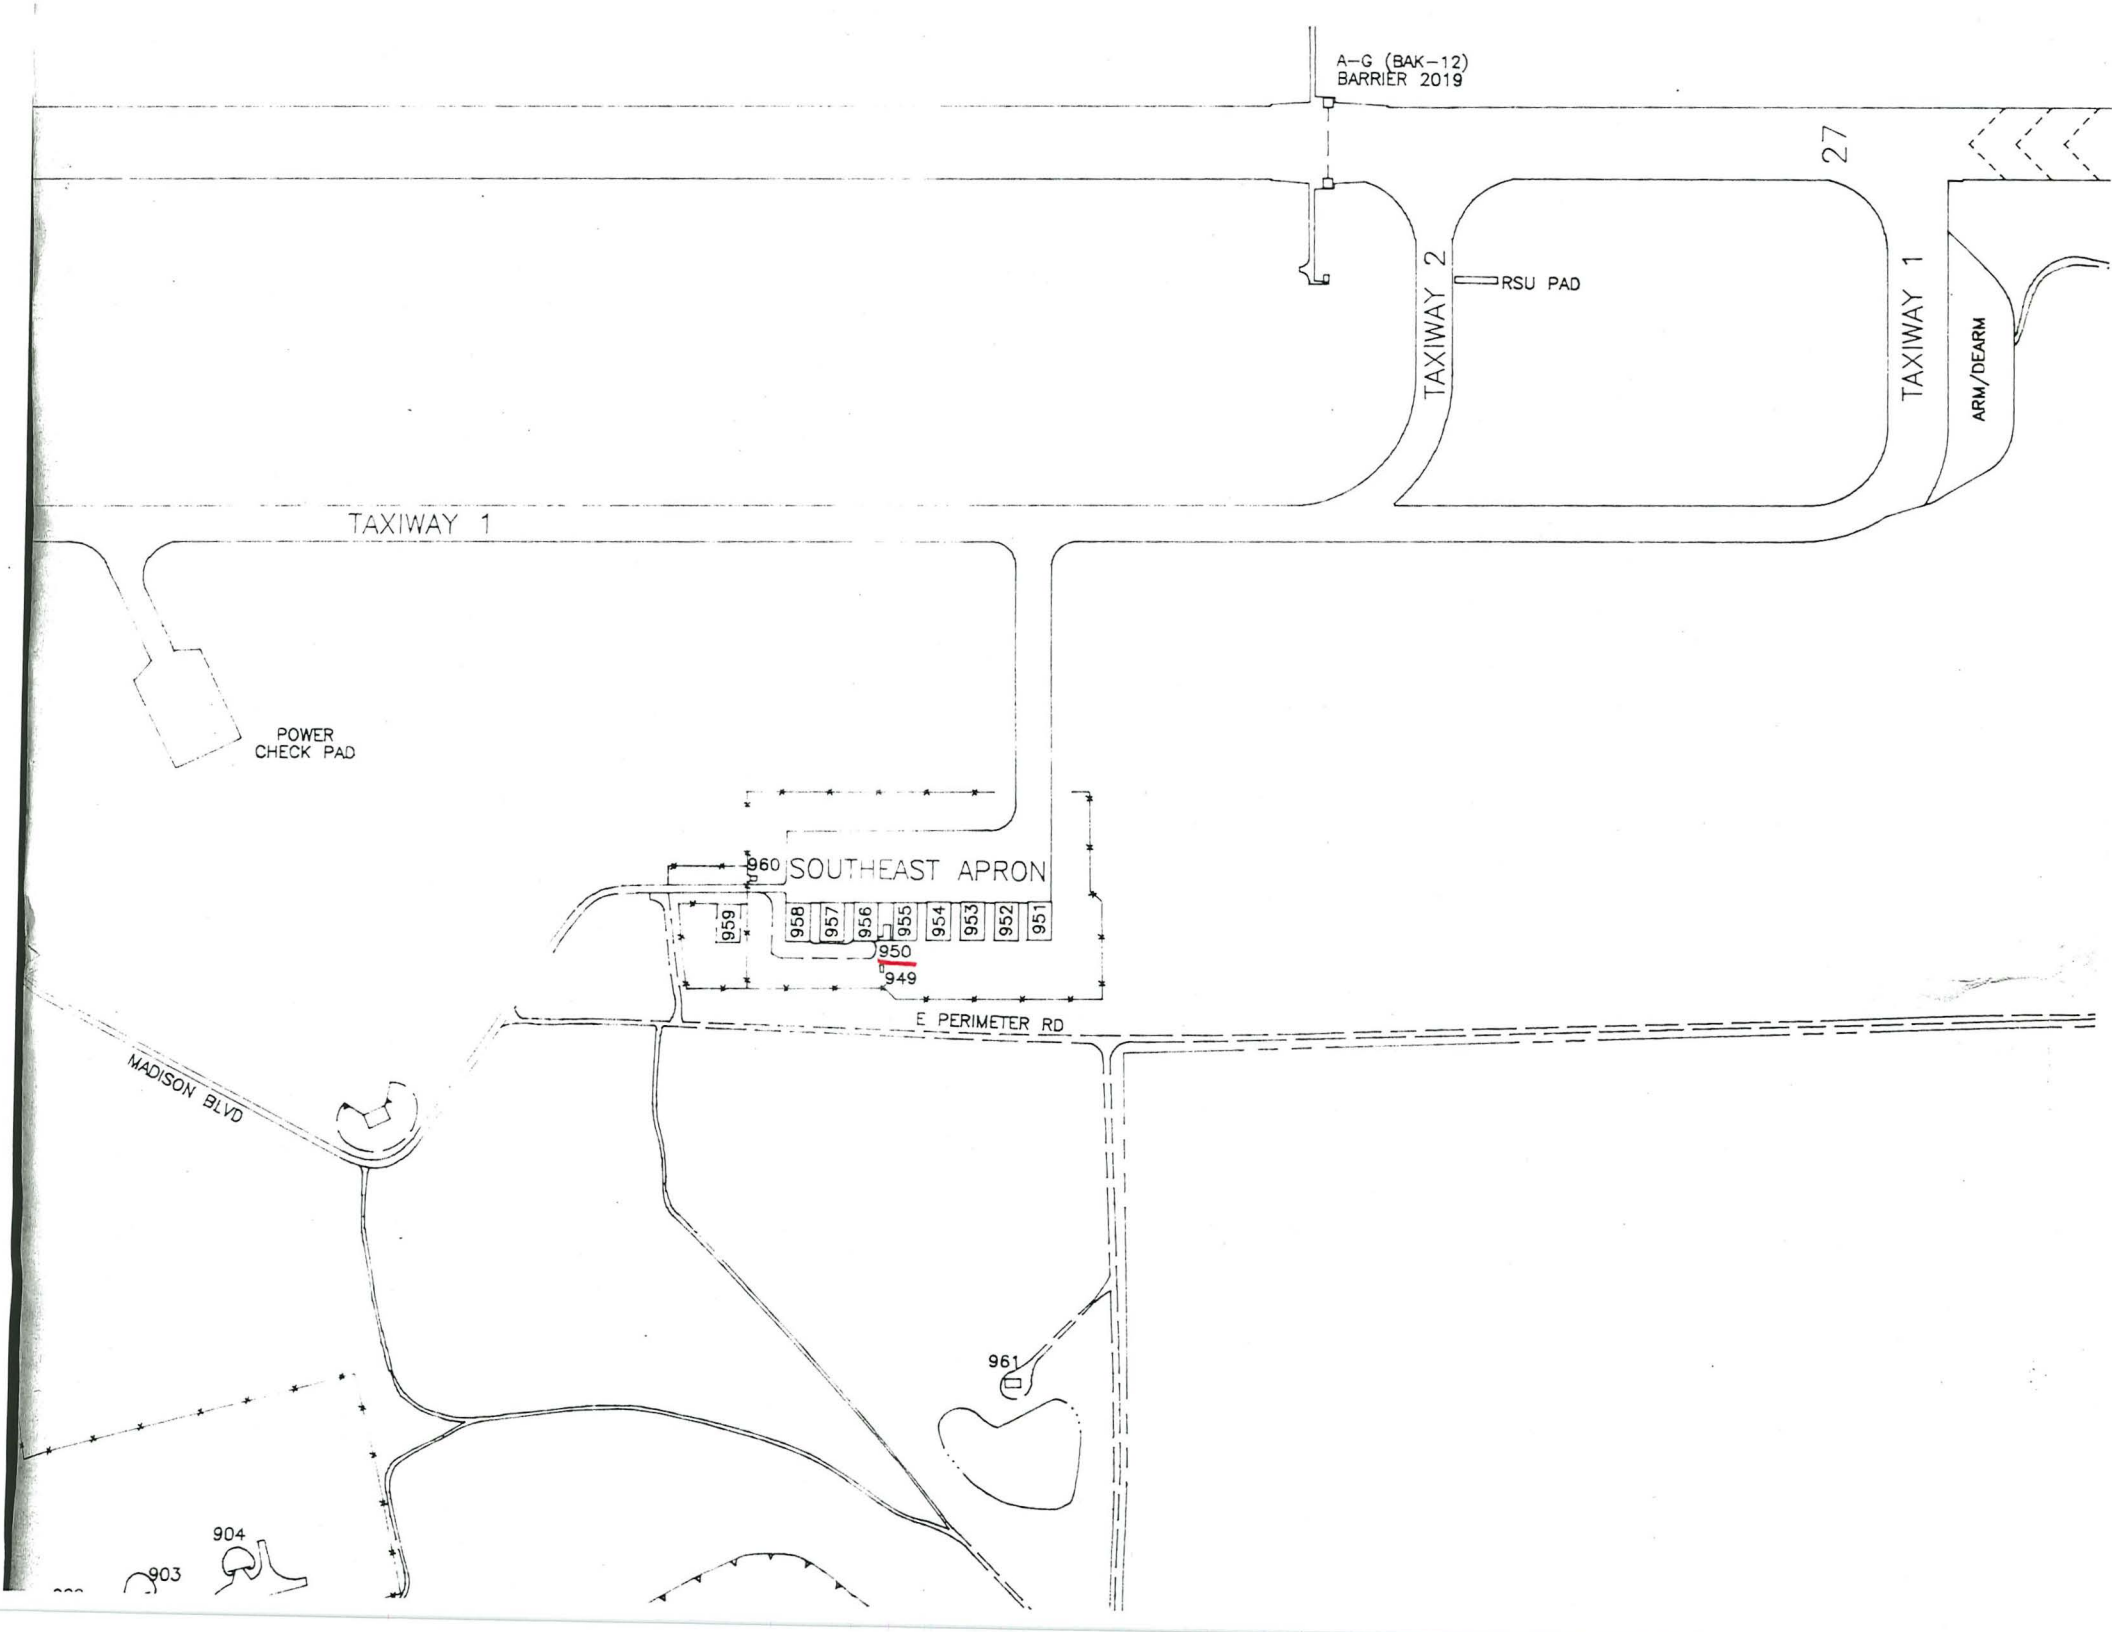 A-G (BAK-12)
BARRIER 2019
27
TAXIWAY 2
RSU PAD
TAXIWAY 1
ARM/DEARM
TAXIWAY 1
POWER
CHECK PAD
960
SOUTHEAST APRON
959
958
957
956
955
954
953
952
951
950
949
E PERIMETER RD
MADISON BLVD
961
904
903